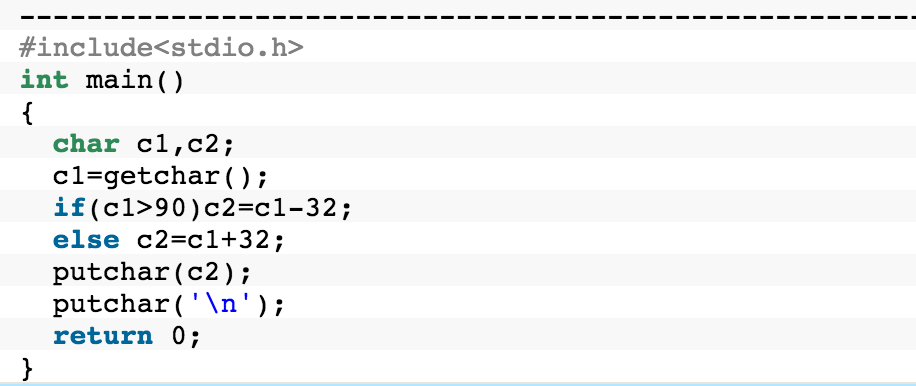 ------------------------------------------------------
#include<stdio.h>
int main()
{
  char c1,c2;
  c1=getchar();
  if(c1>90)c2=c1-32;
  else c2=c1+32;
  putchar(c2);
  putchar('\n');
  return 0;
}